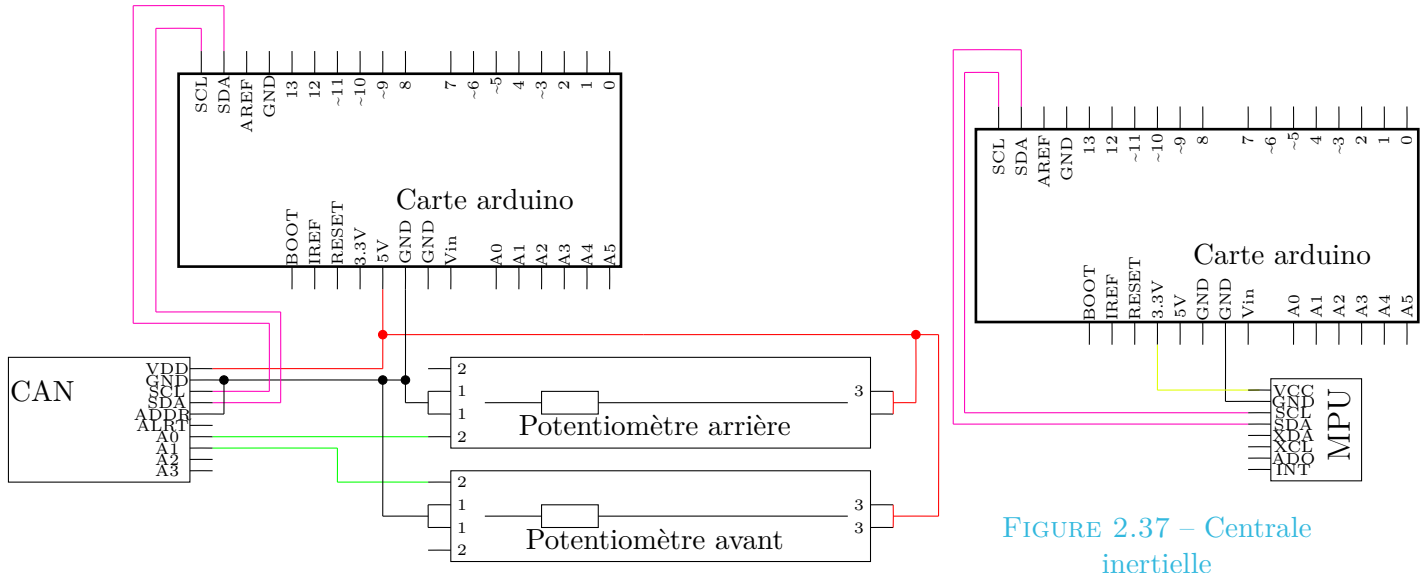 SCL
SDA
AREF
GND
13
12
~11
~10
~9
8
7
~6
~5
4
~3
2
1
0
Carte arduino
BOOT
IREF
RESET
3.3V
5V
GND
GND
Vin
A0
A1
A2
A3
A4
A5
CAN
VDD
GND
SCL
SDA
ADDR
ALRT
A0
A1
A2
A3
2
1
1
2
3
Potentiomètre arrière
2
1
1
2
3
3
Potentiomètre avant
SCL
SDA
AREF
GND
13
12
~11
~10
~9
8
7
~6
~5
4
~3
2
1
0
Carte arduino
BOOT
IREF
RESET
3.3V
5V
GND
GND
Vin
A0
A1
A2
A3
A4
A5
VCC
GND
SCL
SDA
XDA
XCL
ADO
INT
MPU
FIGURE 2.37 – Centrale
inertielle